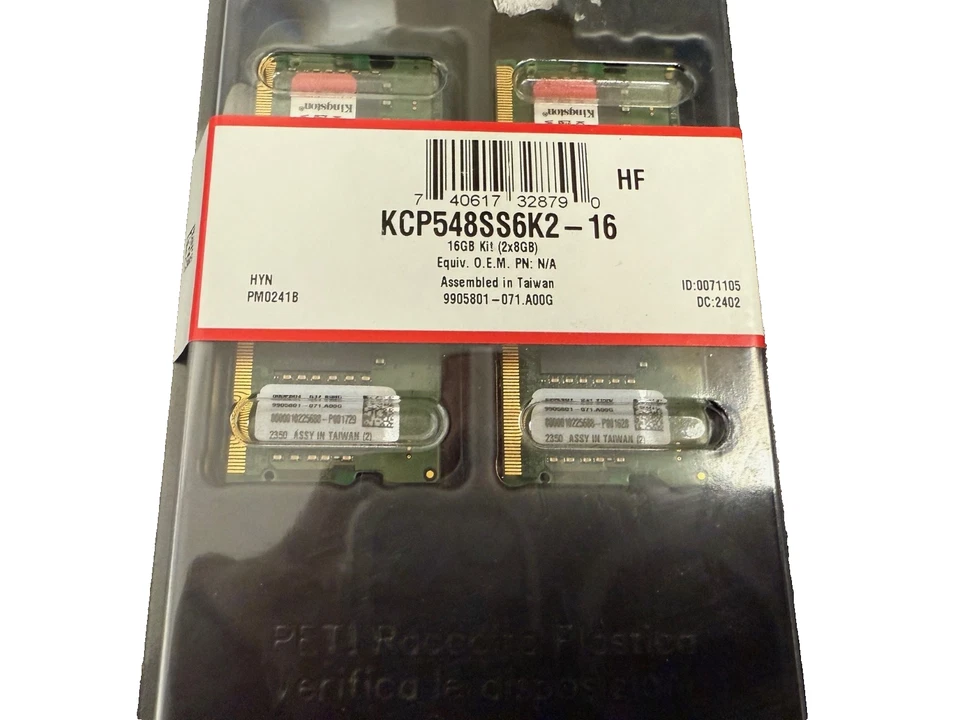 Kingston
Kingston
7 40617 32879 0
HF
KCP548SS6K2-16
16GB Kit (2x8GB)
Equiv. O.E.M. PN: N/A
HYN
PM0241B
Assembled in Taiwan
9905801-071.A00G
ID:0071105
DC:2402
9905801-071.A00G
2350 ASSY IN TAIWAN (2)
9905801-071.A00G
2350 ASSY IN TAIWAN (2)
PET1 Raccolta Plastica
Verifica le disposizioni